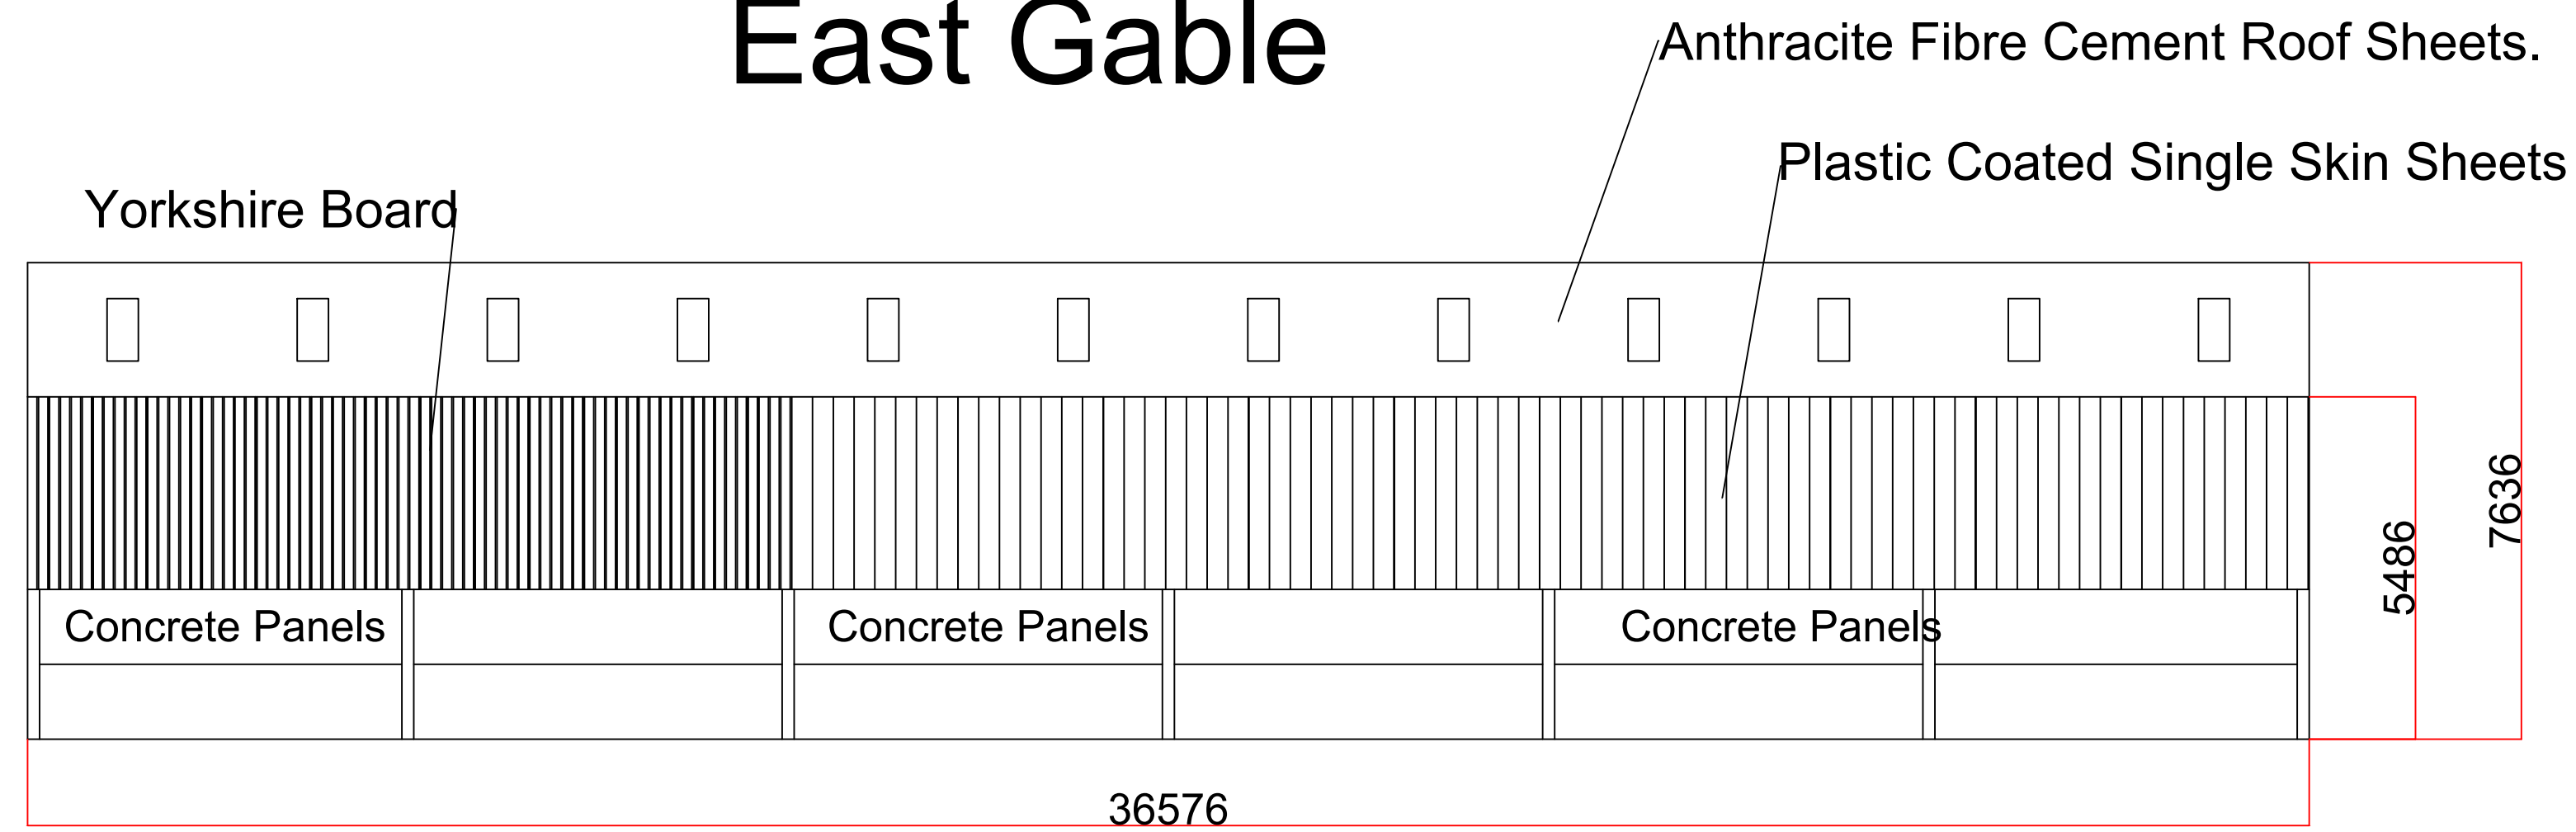 East Gable
Anthracite Fibre Cement Roof Sheets.
Plastic Coated Single Skin Sheets
Yorkshire Board
Concrete Panels
Concrete Panels
Concrete Panels
5486
7636
36576